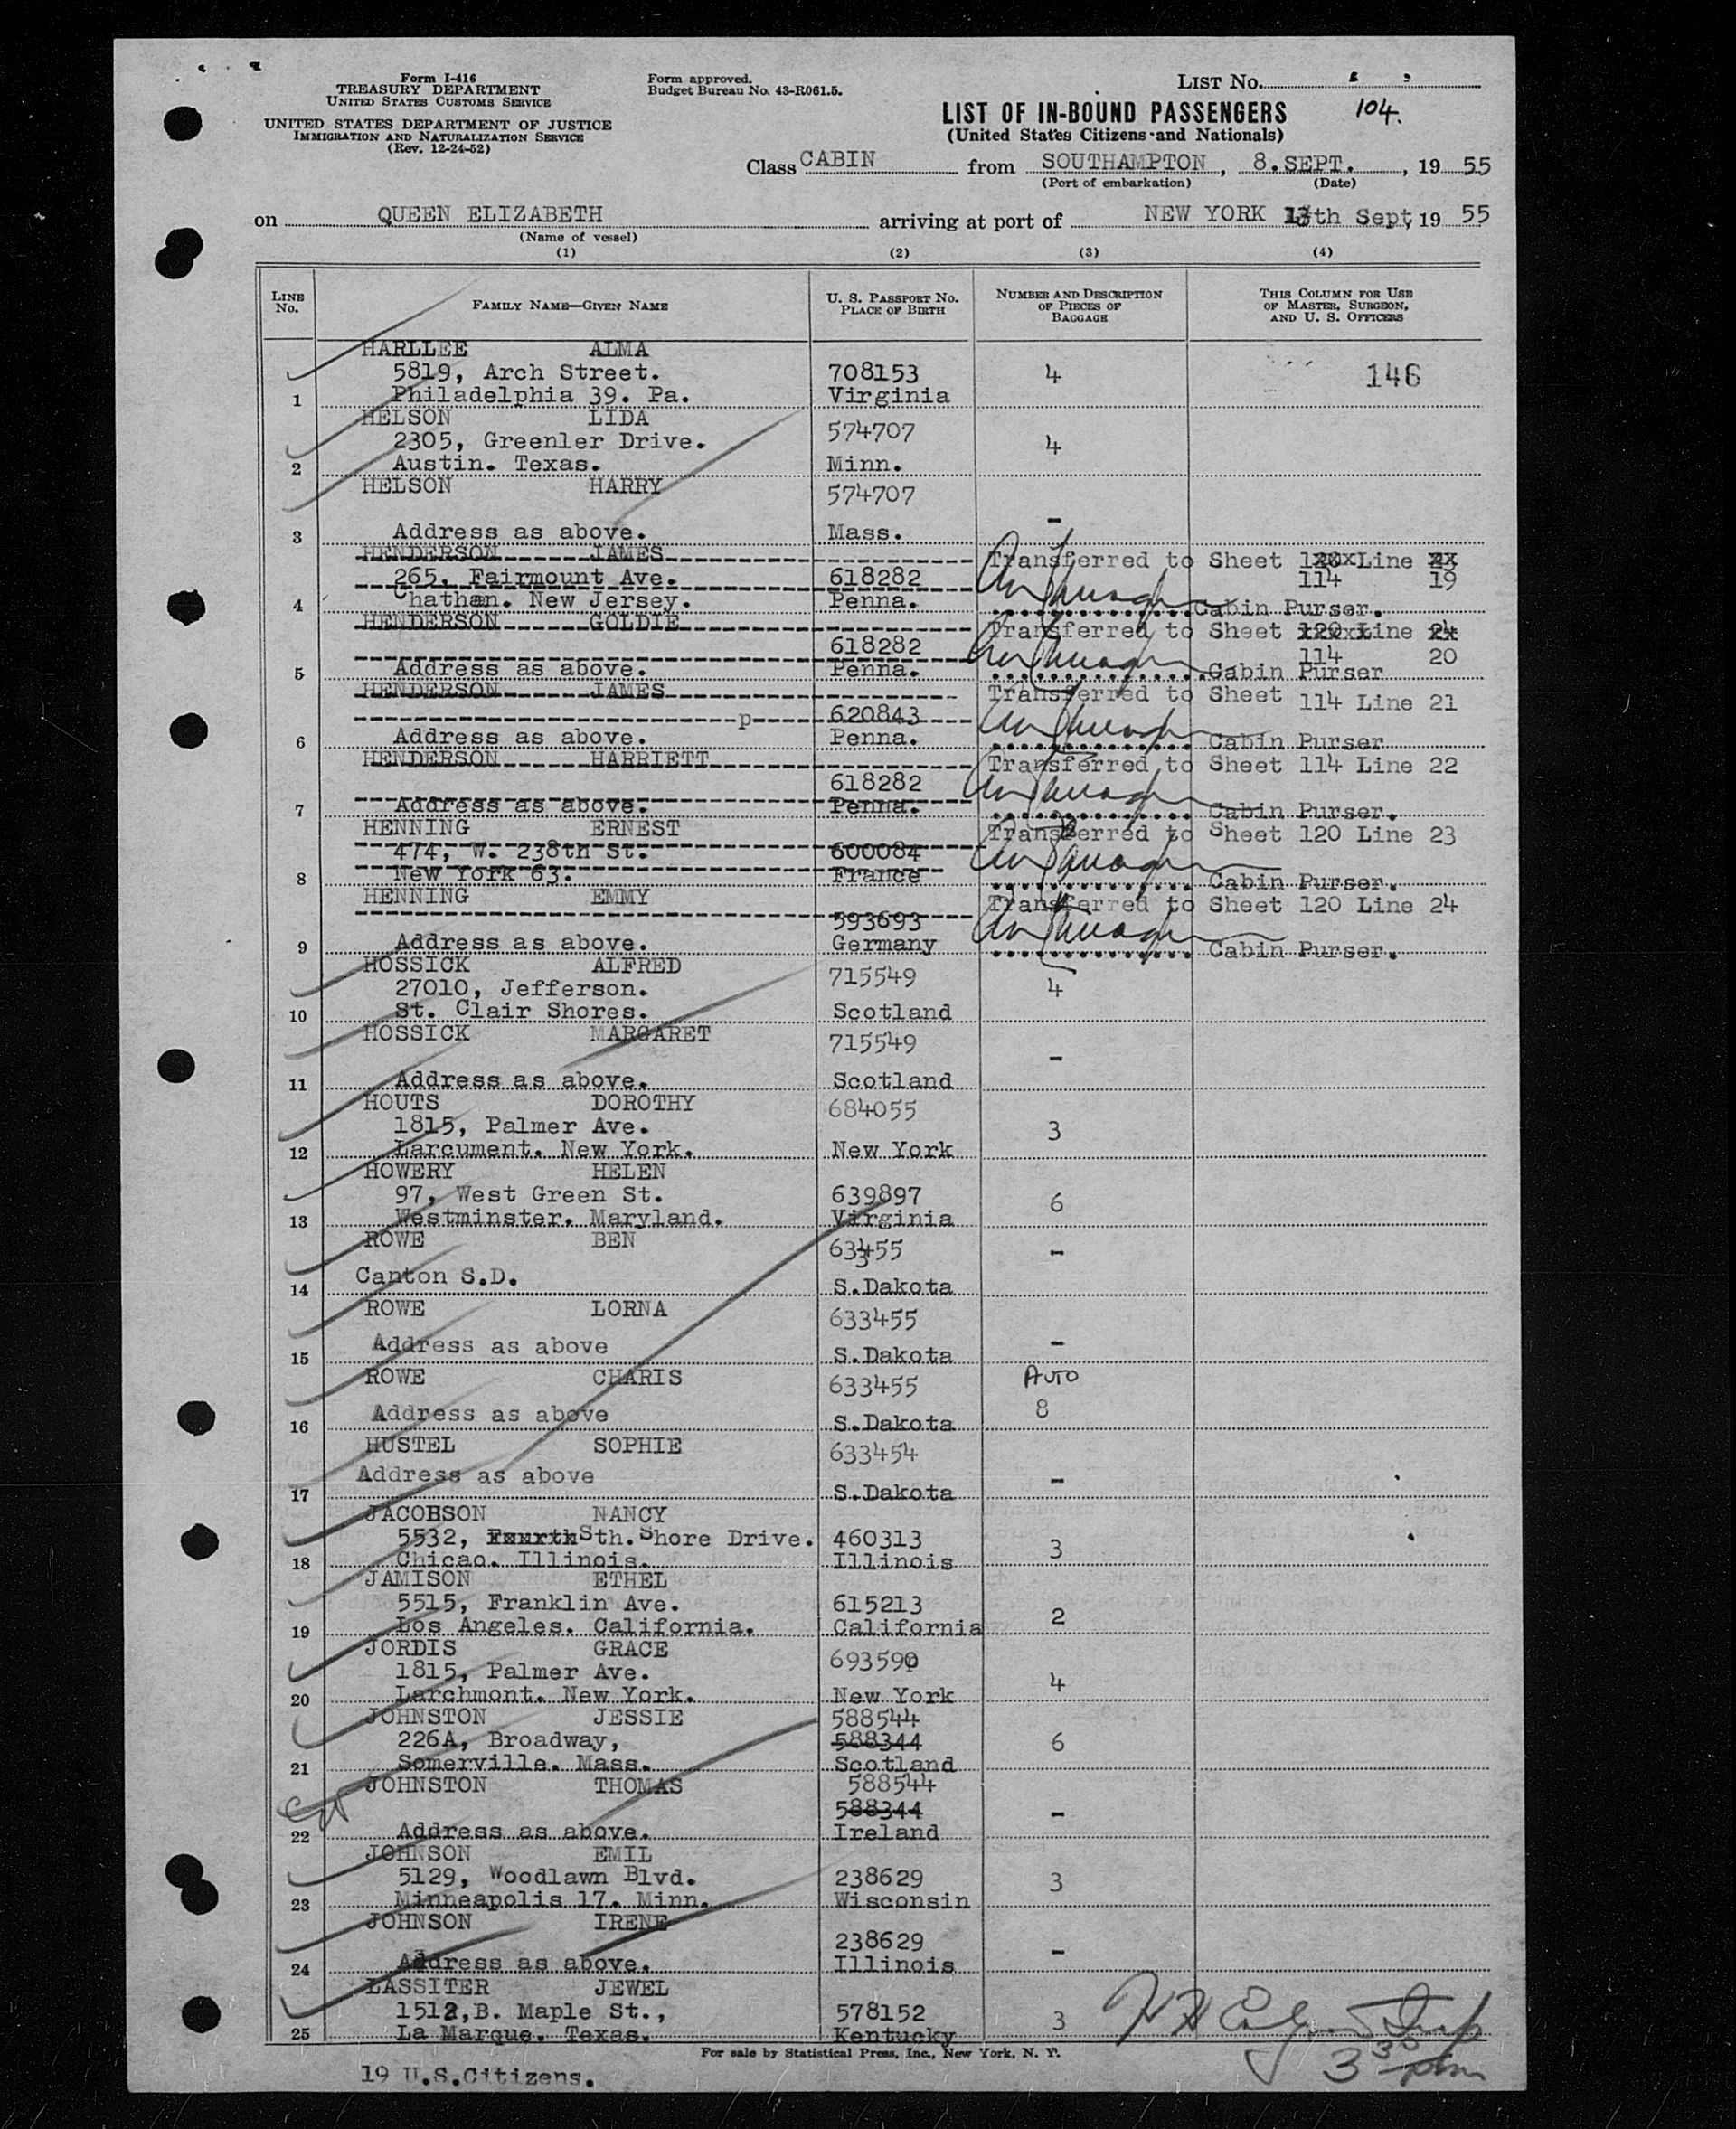 Form I-416
TREASURY DEPARTMENT
UNITED STATES CUSTOMS SERVICE
UNITED STATES DEPARTMENT OF JUSTICE
IMMIGRATION AND NATURALIZATION SERVICE
(Rev. 12-24-52)
Form approved.
Budget Bureau No. 43-R061.5.
LIST NO.
104.
LIST OF IN-BOUND PASSENGERS
(United States Citizens and Nationals)
Class CABIN from SOUTHAMPTON, 8.SEPT., 19 55
(Port of embarkation) (Date)
on QUEEN ELIZABETH arriving at port of NEW YORK 13th Sept, 19 55
(Name of vessel)
(1) (2) (3) (4)
LINE No. FAMILY NAME—GIVEN NAME U. S. PASSPORT NO. PLACE OF BIRTH NUMBER AND DESCRIPTION OF PIECES OF BAGGAGE THIS COLUMN FOR USE OF MASTER, SURGEON, AND U. S. OFFICERS
HARLLEE ALMA
5819, Arch Street. 708153 4 146
1 Philadelphia 39. Pa. Virginia
HELSON LIDA
2305, Greenler Drive. 574707 4
2 Austin. Texas. Minn.
HELSON HARRY 574707
-
3 Address as above. Mass.
HENDERSON JAMES Transferred to Sheet 120 Line 23
265, Fairmount Ave. 618282 114 19
4 Chatham. New Jersey. Penna. Cabin Purser.
HENDERSON GOLDIE Transferred to Sheet 120 Line 24
618282 114 20
5 Address as above. Penna. Cabin Purser
HENDERSON JAMES Transferred to Sheet 114 Line 21
p 620843
6 Address as above. Penna. Cabin Purser
HENDERSON HARRIETT Transferred to Sheet 114 Line 22
618282
7 Address as above. Penna. Cabin Purser.
HENNING ERNEST Transferred to Sheet 120 Line 23
474, W. 238th St. 600084
8 New York 63. France Cabin Purser.
HENNING EMMY Transferred to Sheet 120 Line 24
593693
9 Address as above. Germany Cabin Purser.
HOSSICK ALFRED 715549
27010, Jefferson. 4
10 St. Clair Shores. Scotland
HOSSICK MARGARET 715549
-
11 Address as above. Scotland
HOUTS DOROTHY 684055
1815, Palmer Ave. 3
12 Larcument. New York. New York
HOWERY HELEN
97, West Green St. 639897 6
13 Westminster. Maryland. Virginia
ROWE BEN 633455 -
14 Canton S.D. S.Dakota
ROWE LORNA 633455
-
15 Address as above S.Dakota
ROWE CHARIS 633455 AUTO
8
16 Address as above S.Dakota
HUSTEL SOPHIE 633454
-
17 Address as above S.Dakota
JACOBSON NANCY
5532, Fourth Sth. Shore Drive. 460313 3
18 Chicao. Illinois. Illinois
JAMISON ETHEL
5515, Franklin Ave. 615213 2
19 Los Angeles. California. California
JORDIS GRACE 693590
1815, Palmer Ave. 4
20 Larchmont. New York. New York
JOHNSTON JESSIE 588544
226A, Broadway, 588344 6
21 Somerville. Mass. Scotland
JOHNSTON THOMAS 588544
588344 -
22 Address as above. Ireland
JOHNSON EMIL
5129, Woodlawn Blvd. 238629 3
23 Minneapolis 17. Minn. Wisconsin
JOHNSON IRENE
238629 -
24 Address as above. Illinois
LASSITER JEWEL
1512,B. Maple St., 578152 3
25 La Marque. Texas. Kentucky
For sale by Statistical Press, Inc., New York, N. Y.
3 30 pm
19 U.S.Citizens.